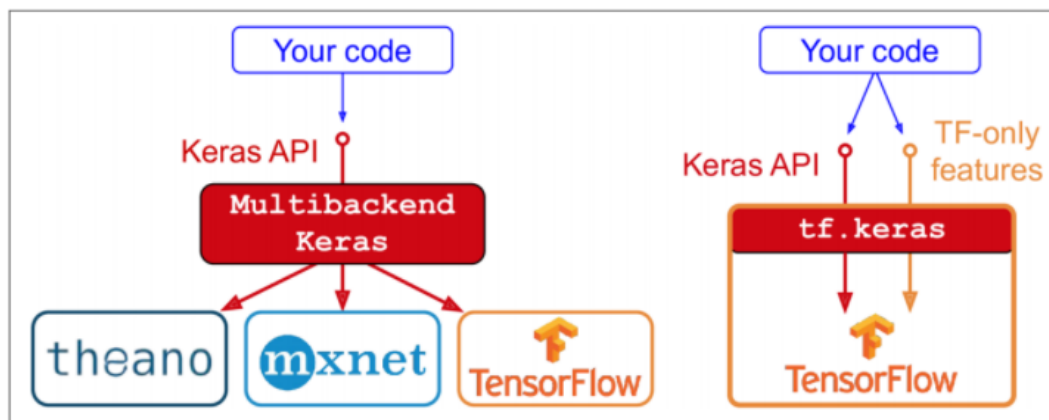 Your code
Keras API
Multibackend
Keras
theano
mxnet
TensorFlow
Your code
Keras API
TF-only
features
tf.keras
TensorFlow